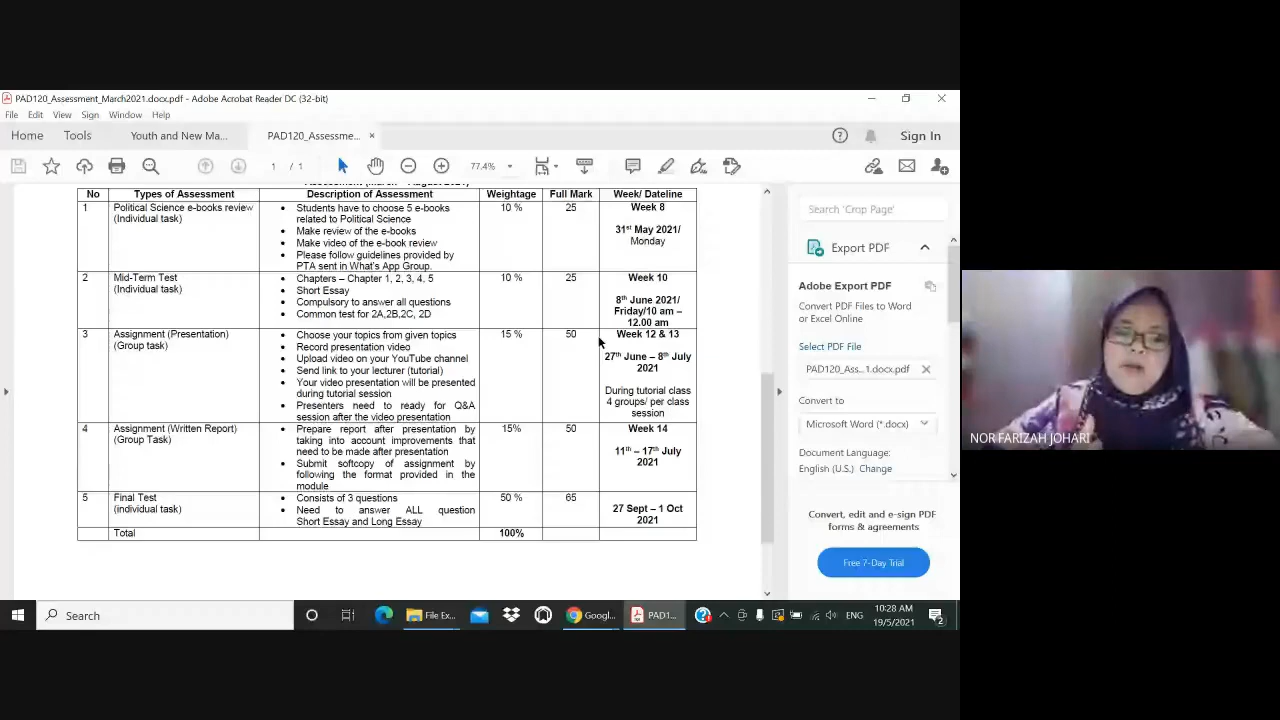 PAD120_Assessment_March2021.docx.pdf - Adobe Acrobat Reader DC (32-bit)
File Edit View Sign Window Help
Home Tools Youth and New Ma... PAD120_Assessme... ×
Sign In
1 / 1 77.4%
No Types of Assessment Description of Assessment Weightage Full Mark Week/ Dateline
1 Political Science e-books review (Individual task)
Students have to choose 5 e-books
related to Political Science
Make review of the e-books
Make video of the e-book review
Please follow guidelines provided by
PTA sent in What's App Group.
10 % 25
Week 8
31st May 2021/
Monday
2 Mid-Term Test
(Individual task)
Chapters – Chapter 1, 2, 3, 4, 5
Short Essay
Compulsory to answer all questions
Common test for 2A,2B,2C, 2D
10 % 25
Week 10
8th June 2021/
Friday/10 am –
12.00 am
3 Assignment (Presentation)
(Group task)
Choose your topics from given topics
Record presentation video
Upload video on your YouTube channel
Send link to your lecturer (tutorial)
Your video presentation will be presented
during tutorial session
Presenters need to ready for Q&A
session after the video presentation
15 % 50
Week 12 & 13
27th June – 8th July
2021
During tutorial class
4 groups/ per class
session
4 Assignment (Written Report)
(Group Task)
Prepare report after presentation by
taking into account improvements that
need to be made after presentation
Submit softcopy of assignment by
following the format provided in the
module
15% 50
Week 14
11th – 17th July
2021
5 Final Test
(individual task)
Consists of 3 questions
Need to answer ALL question
Short Essay and Long Essay
50 % 65
27 Sept – 1 Oct
2021
Total 100%
Search 'Crop Page'
Export PDF
Adobe Export PDF
Convert PDF Files to Word
or Excel Online
Select PDF File
PAD120_Ass...1.docx.pdf
Convert to
Microsoft Word (*.docx)
Document Language:
English (U.S.) Change
Convert, edit and e-sign PDF
forms & agreements
Free 7-Day Trial
NOR FARIZAH JOHARI
Search
File Ex...
Googl...
PAD1...
ENG
10:28 AM
19/5/2021
2